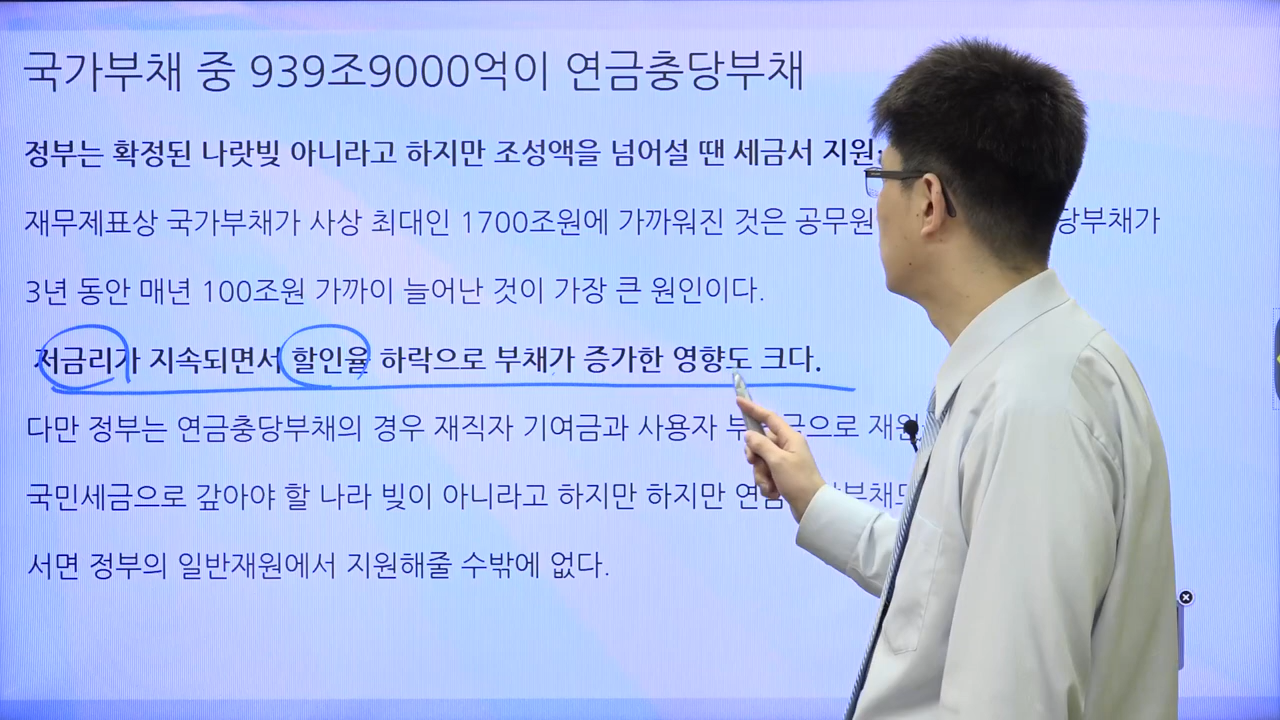 국가부채 중 939조9000억이 연금충당부채
정부는 확정된 나랏빚 아니라고 하지만 조성액을 넘어설 땐 세금서 지원
재무제표상 국가부채가 사상 최대인 1700조원에 가까워진 것은 공무원 당부채가
3년 동안 매년 100조원 가까이 늘어난 것이 가장 큰 원인이다.
저금리가 지속되면서 할인율 하락으로 부채가 증가한 영향도 크다.
다만 정부는 연금충당부채의 경우 재직자 기여금과 사용자 금으로 재원
국민세금으로 갚아야 할 나라 빚이 아니라고 하지만 하지만 부채도
서면 정부의 일반재원에서 지원해줄 수밖에 없다.